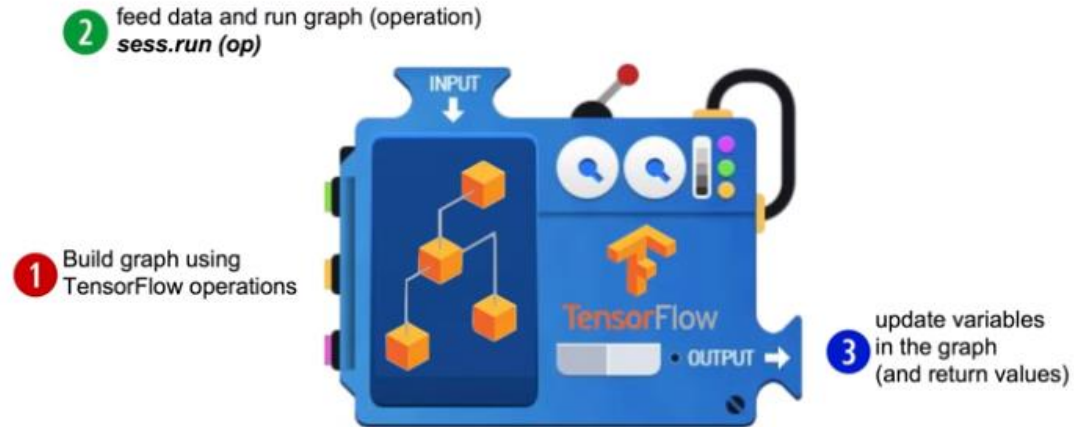 2 feed data and run graph (operation)
sess.run (op)
INPUT
1 Build graph using
TensorFlow operations
TensorFlow
OUTPUT
3 update variables
in the graph
(and return values)